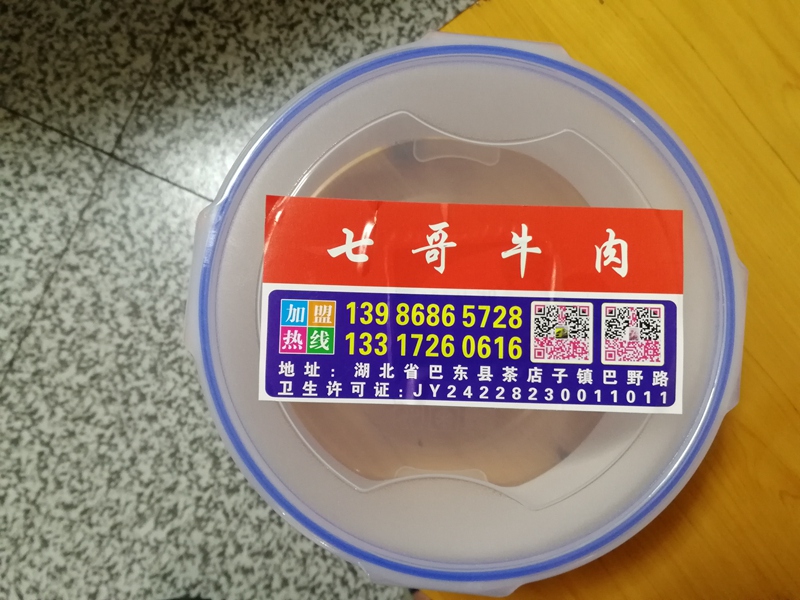 七哥牛肉
加盟热线
139 8686 5728
133 1726 0616
地址：湖北省巴东县茶店子镇巴野路
卫生许可证:JY24228230011011